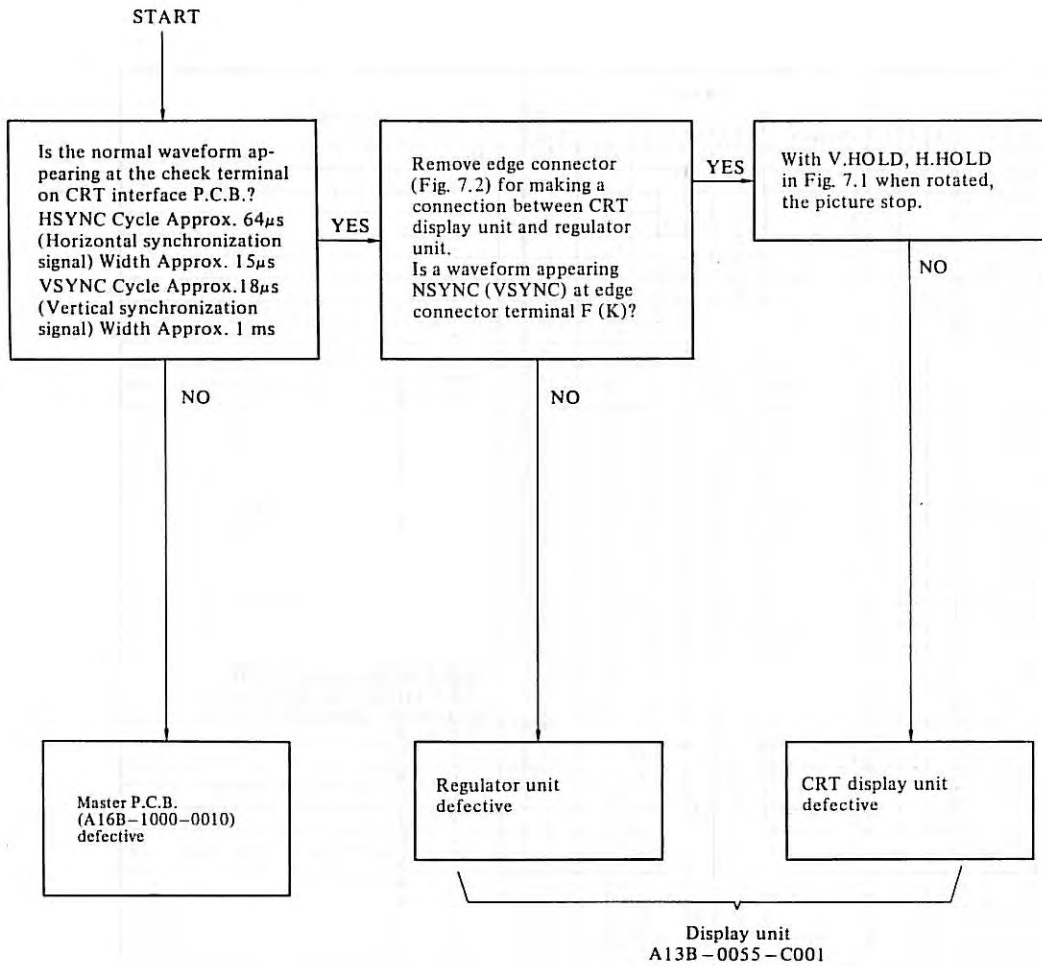 START
Is the normal waveform ap-
pearing at the check terminal
on CRT interface P.C.B.?
HSYNC Cycle Approx. 64μs
(Horizontal synchronization
signal) Width Approx. 15μs
VSYNC Cycle Approx.18μs
(Vertical synchronization
signal) Width Approx. 1 ms
YES
Remove edge connector
(Fig. 7.2) for making a
connection between CRT
display unit and regulator
unit.
Is a waveform appearing
NSYNC (VSYNC) at edge
connector terminal F (K)?
YES
With V.HOLD, H.HOLD
in Fig. 7.1 when rotated,
the picture stop.
NO
NO
NO
Master P.C.B.
(A16B-1000-0010)
defective
Regulator unit
defective
CRT display unit
defective
Display unit
A13B-0055-C001